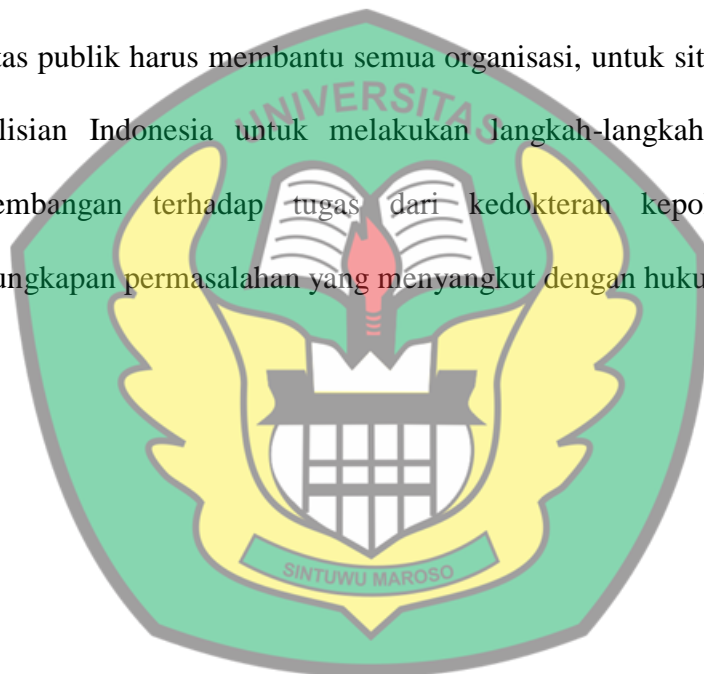 tas publik harus membantu semua organisasi, untuk sit
UNIVERSITAS
lisian Indonesia untuk melakukan langkah-langkah
embangan terhadap tugas dari kedokteran kepo
ungkapan permasalahan yang menyangkut dengan huku
SINTUWU MAROSO